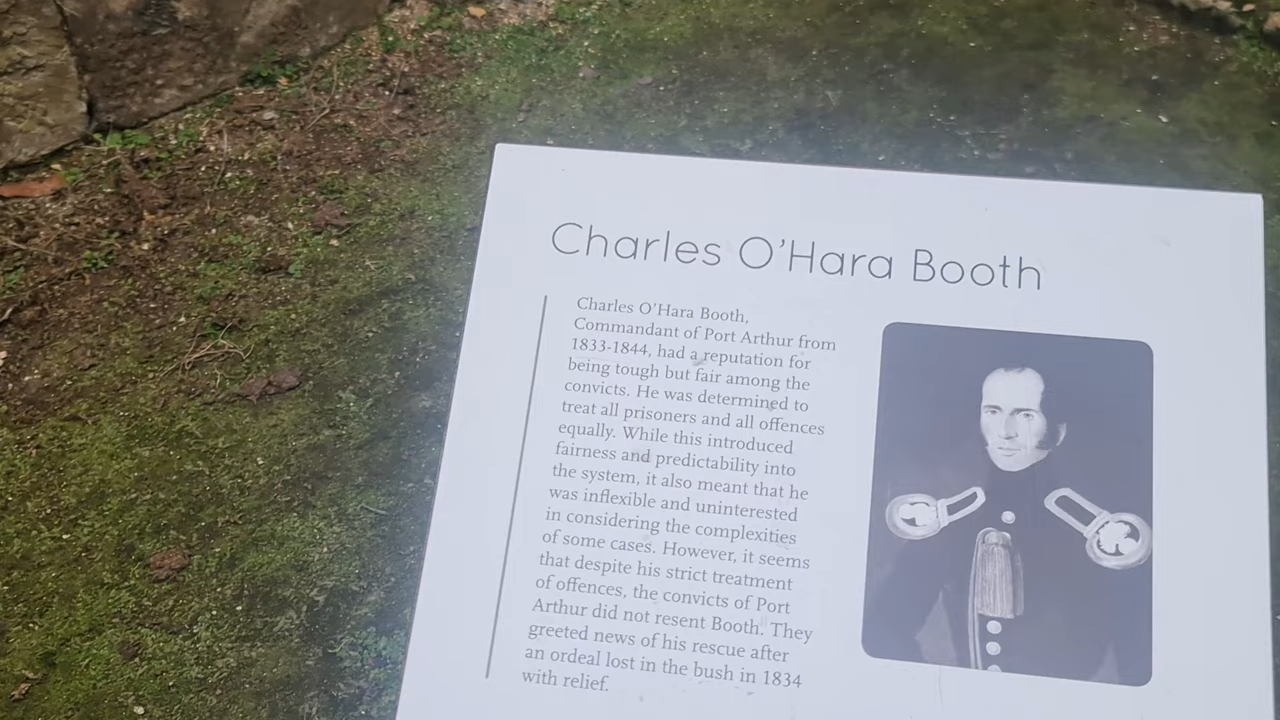 Charles O'Hara Booth
Charles O'Hara Booth,
Commandant of Port Arthur from
1833-1844, had a reputation for
being tough but fair among the
convicts. He was determined to
treat all prisoners and all offences
equally. While this introduced
fairness and predictability into
the system, it also meant that he
was inflexible and uninterested
in considering the complexities
of some cases. However, it seems
that despite his strict treatment
of offences, the convicts of Port
Arthur did not resent Booth. They
greeted news of his rescue after
an ordeal lost in the bush in 1834
with relief.